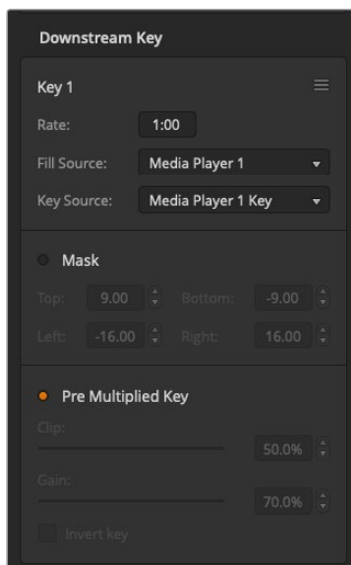 Downstream Key
Key 1
Rate: 1:00
Fill Source: Media Player 1
Key Source: Media Player 1 Key
Mask
Top: 9.00 Bottom: -9.00
Left: -16.00 Right: 16.00
Pre Multiplied Key
Clip:
50.0%
Gain:
70.0%
Invert key